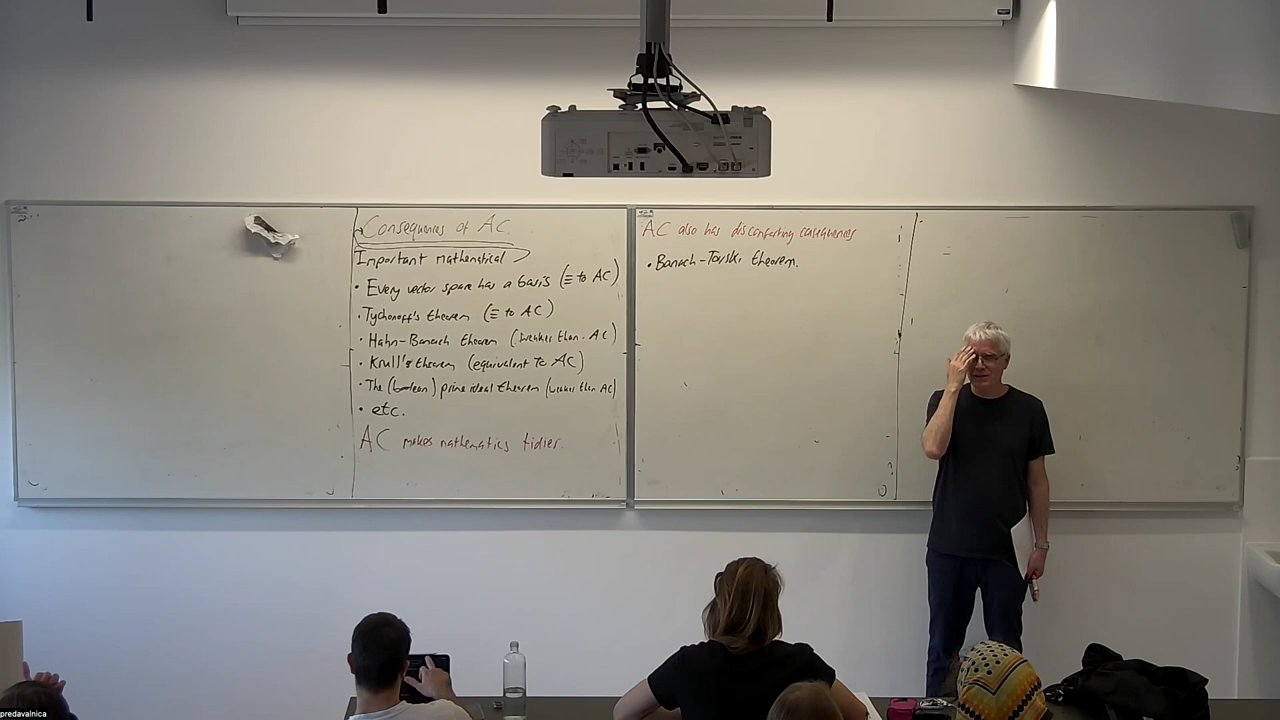 Consequences of AC.
Important mathematical
• Every vector space has a basis (≡ to AC)
• Tychonoff's theorem (≡ to AC)
• Hahn-Banach theorem (weaker than AC)
• Krull's theorem (equivalent to AC)
• The (boolean) prime ideal theorem (weaker than AC)
• etc.
AC makes mathematics tidier.
AC also has discomforting consequences
• Banach-Tarski theorem.
predavalnica